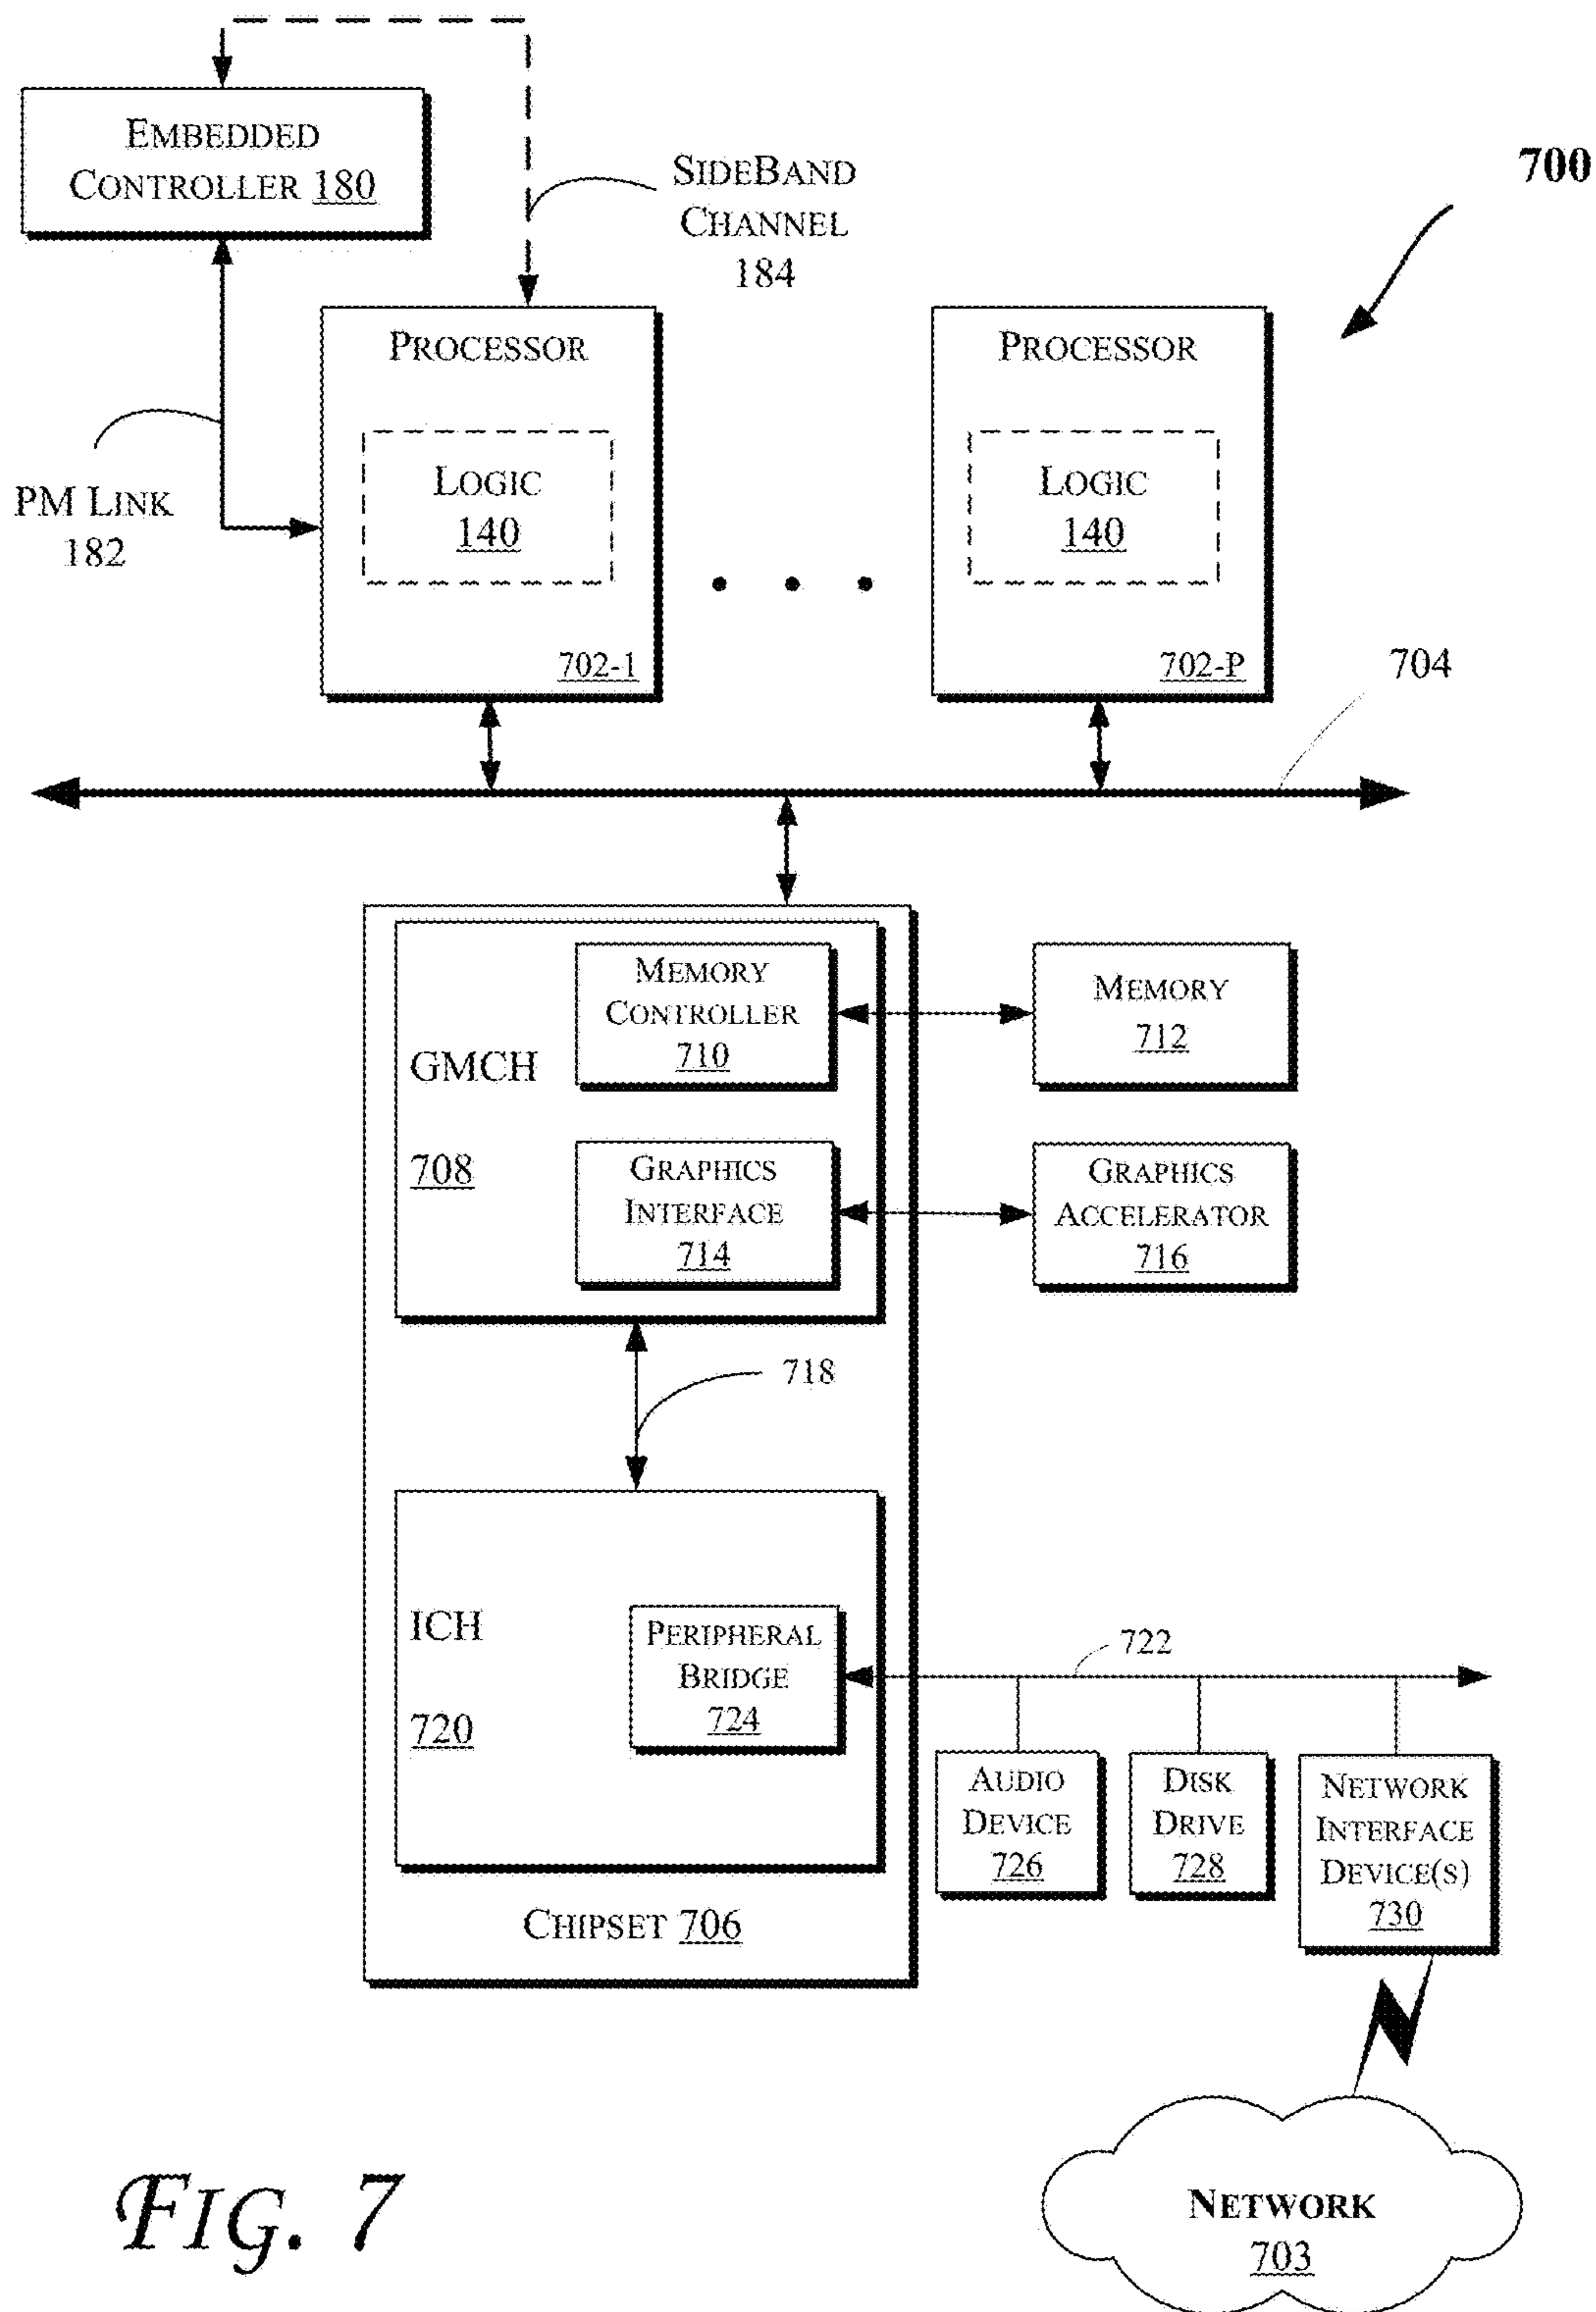 EMBEDDED
CONTROLLER 180
SIDEBAND
CHANNEL
184
700
PROCESSOR
LOGIC
140
702-1
PROCESSOR
LOGIC
140
702-P
PM LINK
182
704
MEMORY
CONTROLLER
710
MEMORY
712
GMCH
708
GRAPHICS
INTERFACE
714
GRAPHICS
ACCELERATOR
716
718
ICH
720
PERIPHERAL
BRIDGE
724
722
AUDIO
DEVICE
726
DISK
DRIVE
728
NETWORK
INTERFACE
DEVICE(S)
730
CHIPSET 706
NETWORK
703
FIG. 7